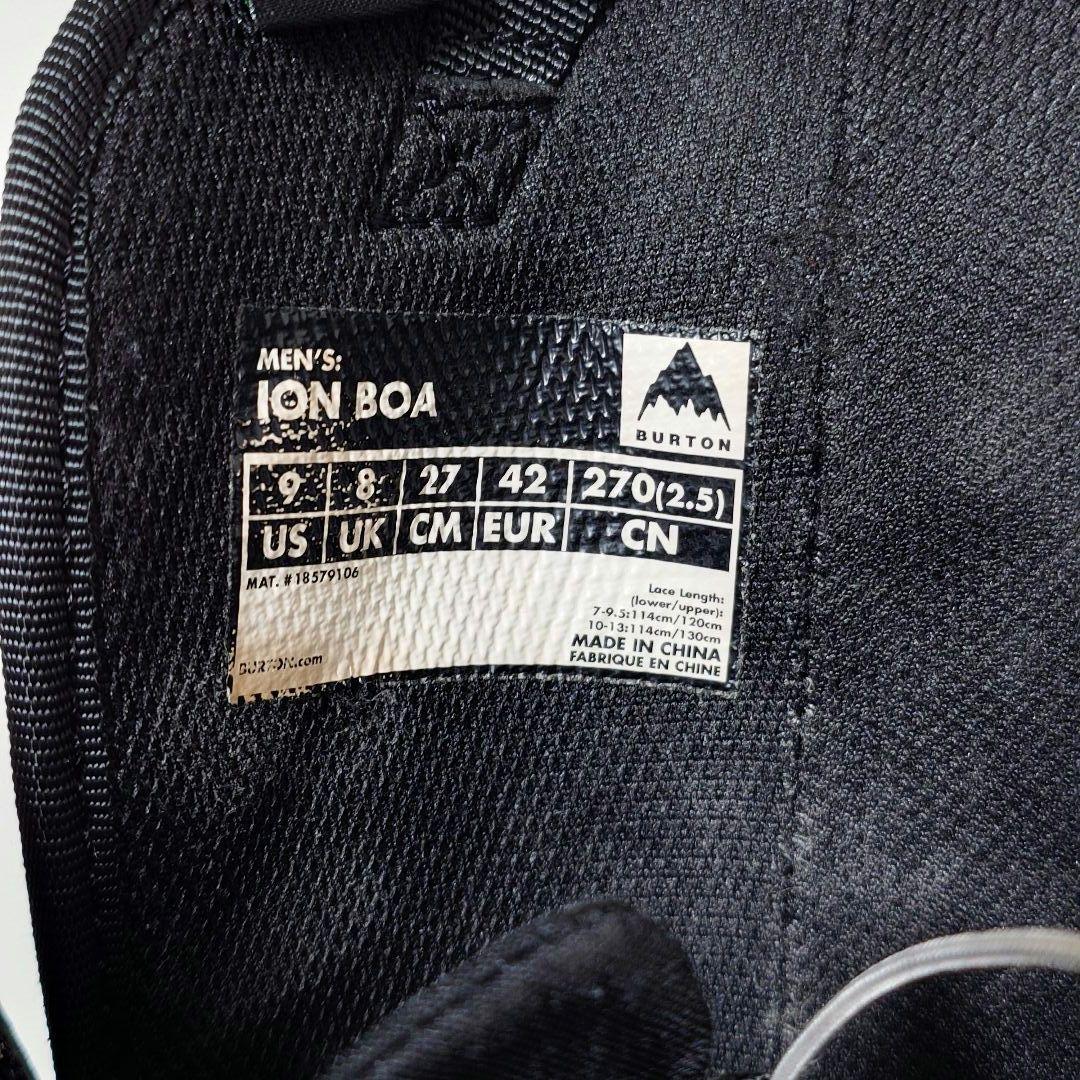 MEN'S:
ION BOA
BURTON
9 8 27 42 270(2.5)
US UK CM EUR CN
MAT. #18579106
Lace Length:
(lower/upper):
7-9.5:114cm/120cm
10-13:114cm/130cm
MADE IN CHINA
FABRIQUE EN CHINE
BURTON.com